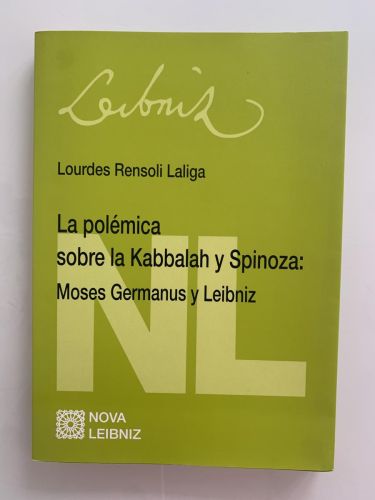 Leibniz
Lourdes Rensoli Laliga
La polémica
sobre la Kabbalah y Spinoza:
Moses Germanus y Leibniz
NL
NOVA
LEIBNIZ